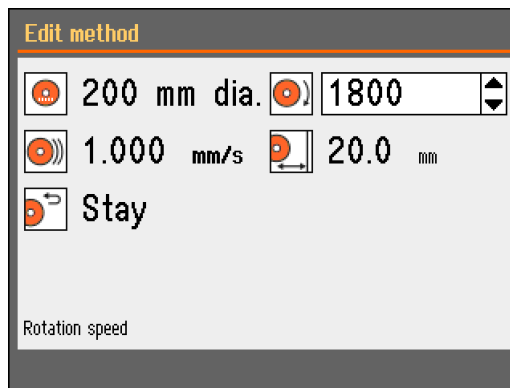 Edit method
200 mm dia. 1800
1.000 mm/s 20.0 mm
Stay
Rotation speed